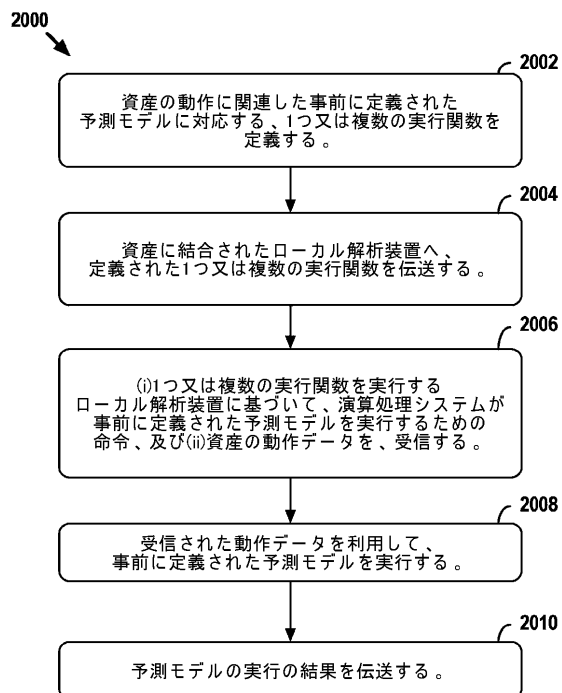 2000
2002
資産の動作に関連した事前に定義された
予測モデルに対応する、1つ又は複数の実行関数を
定義する。
2004
資産に結合されたローカル解析装置へ、
定義された1つ又は複数の実行関数を伝送する。
2006
(i)1つ又は複数の実行関数を実行する
ローカル解析装置に基づいて、演算処理システムが
事前に定義された予測モデルを実行するための
命令、及び(ii)資産の動作データを、受信する。
2008
受信された動作データを利用して、
事前に定義された予測モデルを実行する。
2010
予測モデルの実行の結果を伝送する。